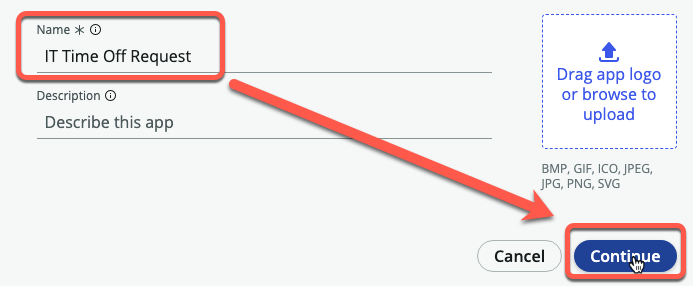 Name *
IT Time Off Request
Description
Describe this app
Drag app logo
or browse to
upload
BMP, GIF, ICO, JPEG,
JPG, PNG, SVG
Cancel
Continue